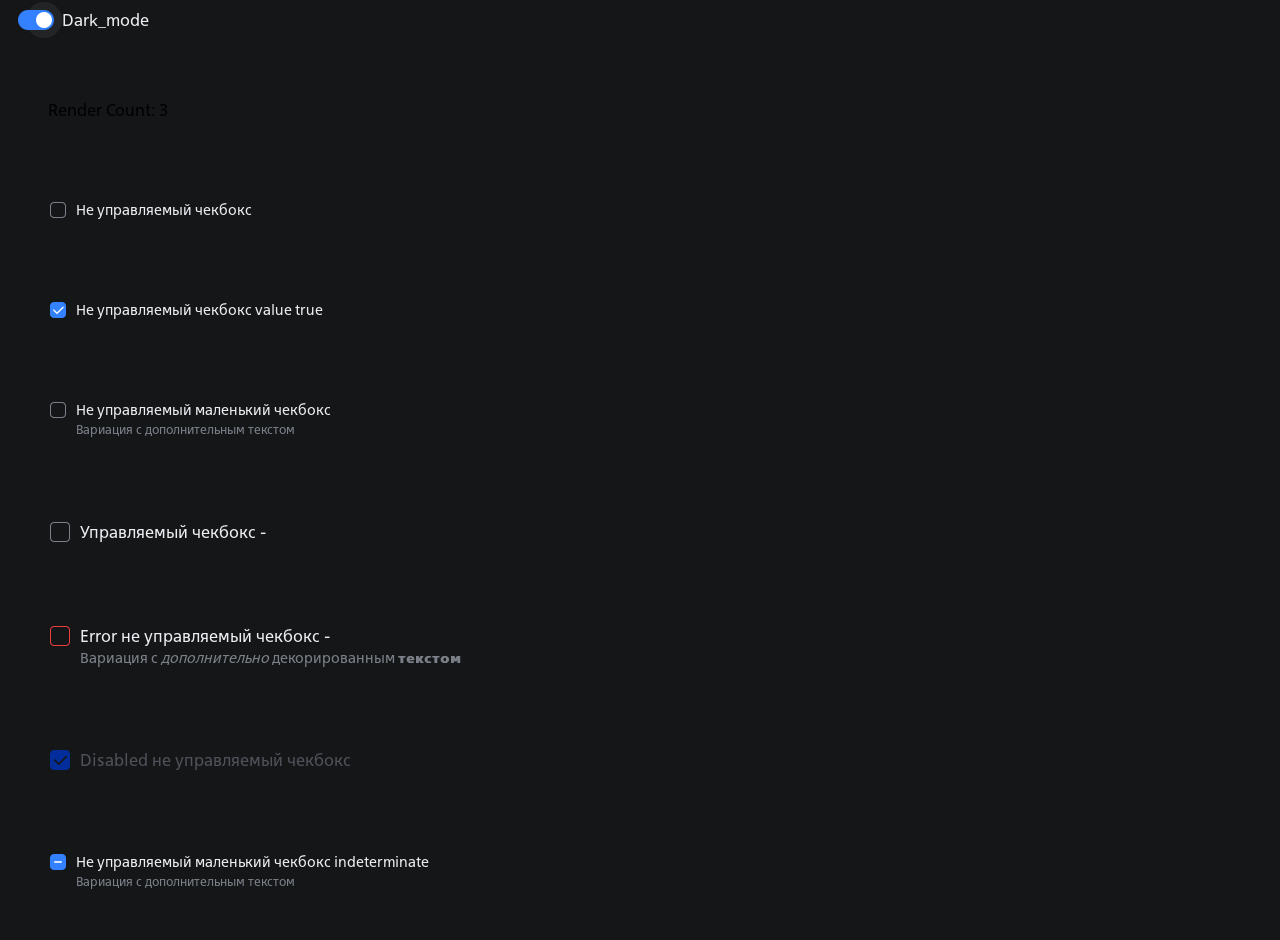 Dark_mode
Render Count: 3
Не управляемый чекбокс
Не управляемый чекбокс value true
Не управляемый маленький чекбокс
Вариация с дополнительным текстом
Управляемый чекбокс -
Error не управляемый чекбокс -
Вариация с дополнительно декорированным текстом
Disabled не управляемый чекбокс
Не управляемый маленький чекбокс indeterminate
Вариация с дополнительным текстом